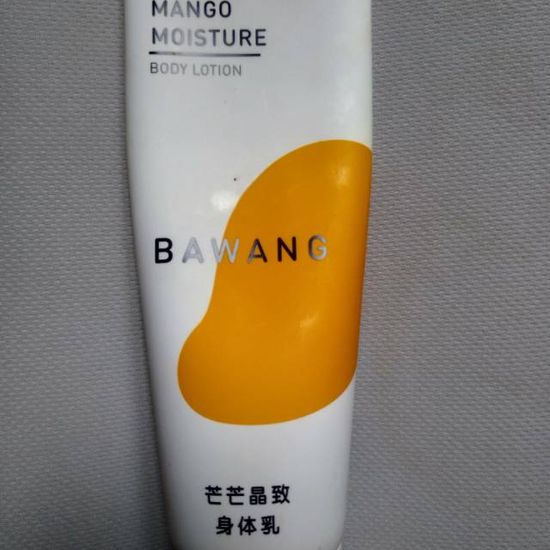 MANGO
MOISTURE
BODY LOTION
BAWANG
芒芒晶致
身体乳